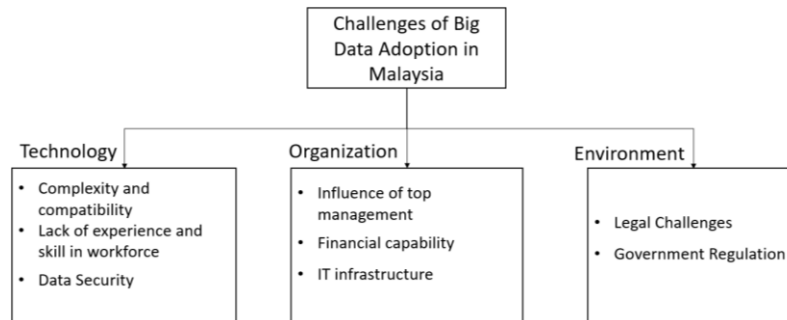 Challenges of Big
Data Adoption in
Malaysia
Technology
• Complexity and
compatibility
• Lack of experience and
skill in workforce
• Data Security
Organization
• Influence of top
management
• Financial capability
• IT infrastructure
Environment
• Legal Challenges
• Government Regulation